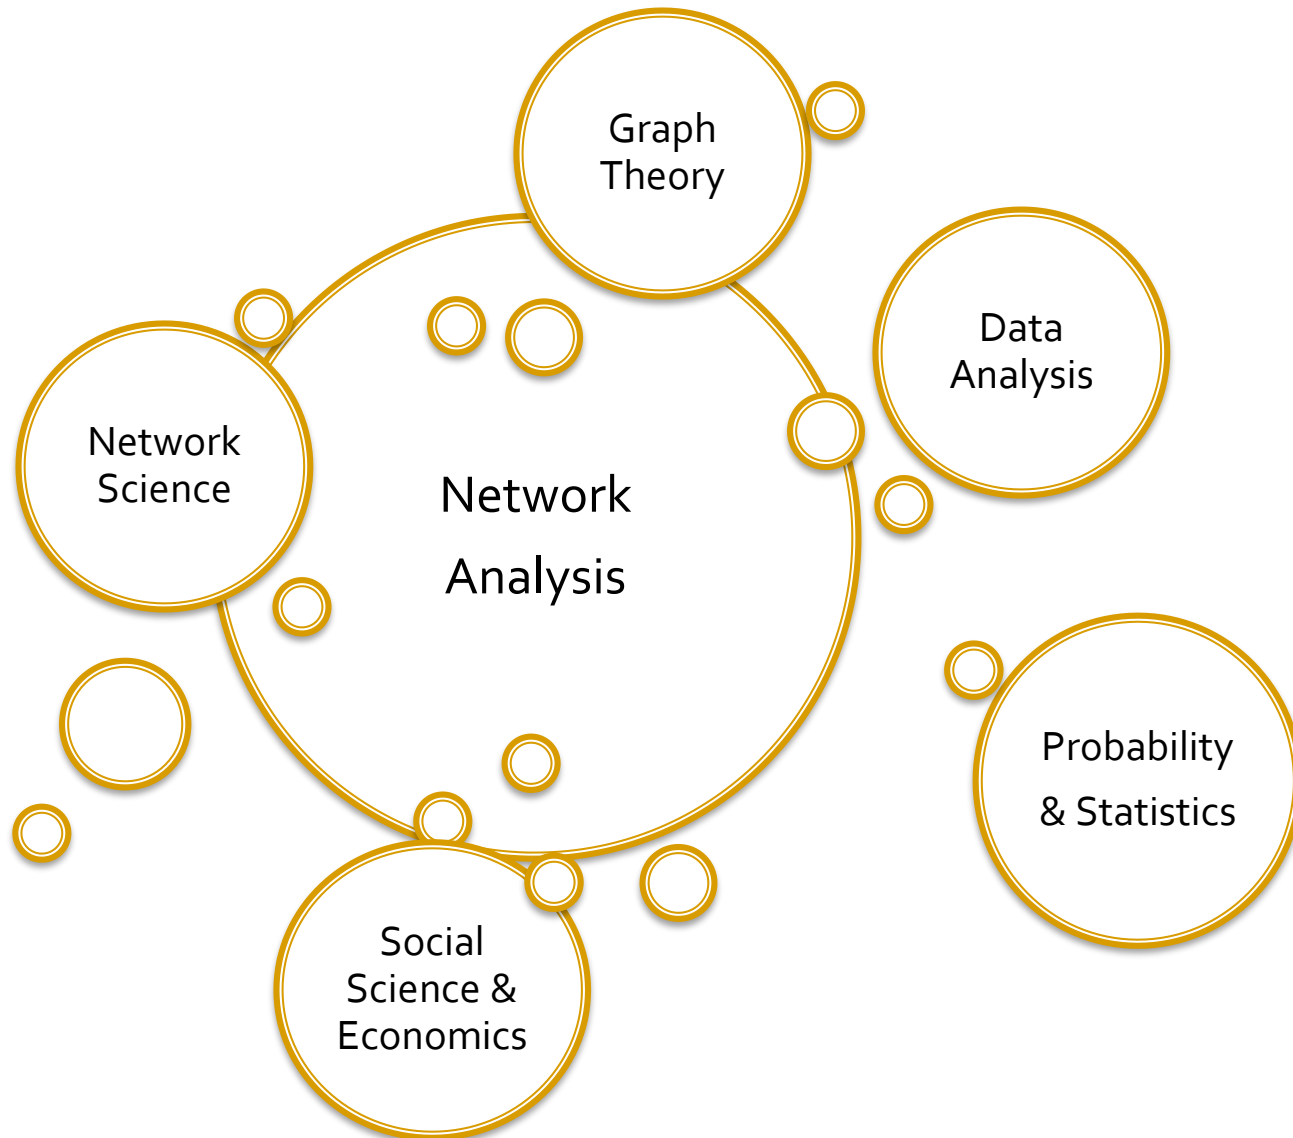 Graph
Theory
Data
Analysis
Network
Science
Network
Analysis
Probability
& Statistics
Social
Science &
Economics